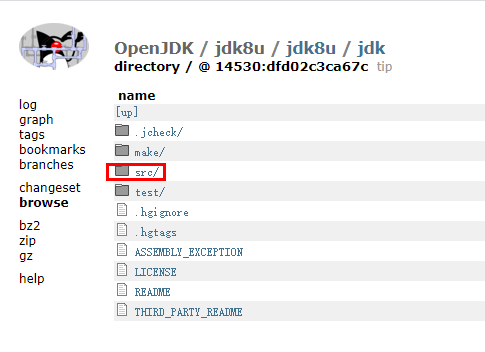 OpenJDK / jdk8u / jdk8u / jdk
directory / @ 14530:dfd02c3ca67c tip
log
graph
tags
bookmarks
branches
changeset
browse
bz2
zip
gz
help
name
[up]
.jcheck/
make/
src/
test/
.hgignore
.hgtags
ASSEMBLY_EXCEPTION
LICENSE
README
THIRD_PARTY_README